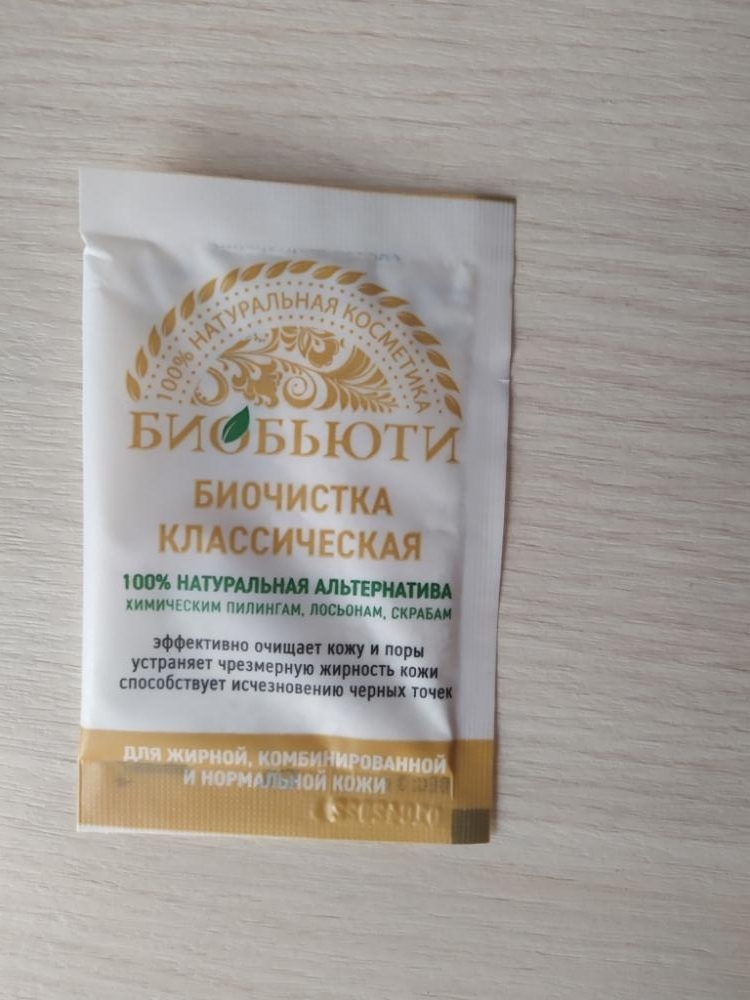 100% НАТУРАЛЬНАЯ КОСМЕТИКА
БИОБЬЮТИ
БИОЧИСТКА
КЛАССИЧЕСКАЯ
100% НАТУРАЛЬНАЯ АЛЬТЕРНАТИВА
ХИМИЧЕСКИМ ПИЛИНГАМ, ЛОСЬОНАМ, СКРАБАМ
эффективно очищает кожу и поры
устраняет чрезмерную жирность кожи
способствует исчезновению черных точек
ДЛЯ ЖИРНОЙ, КОМБИНИРОВАННОЙ
И НОРМАЛЬНОЙ КОЖИ